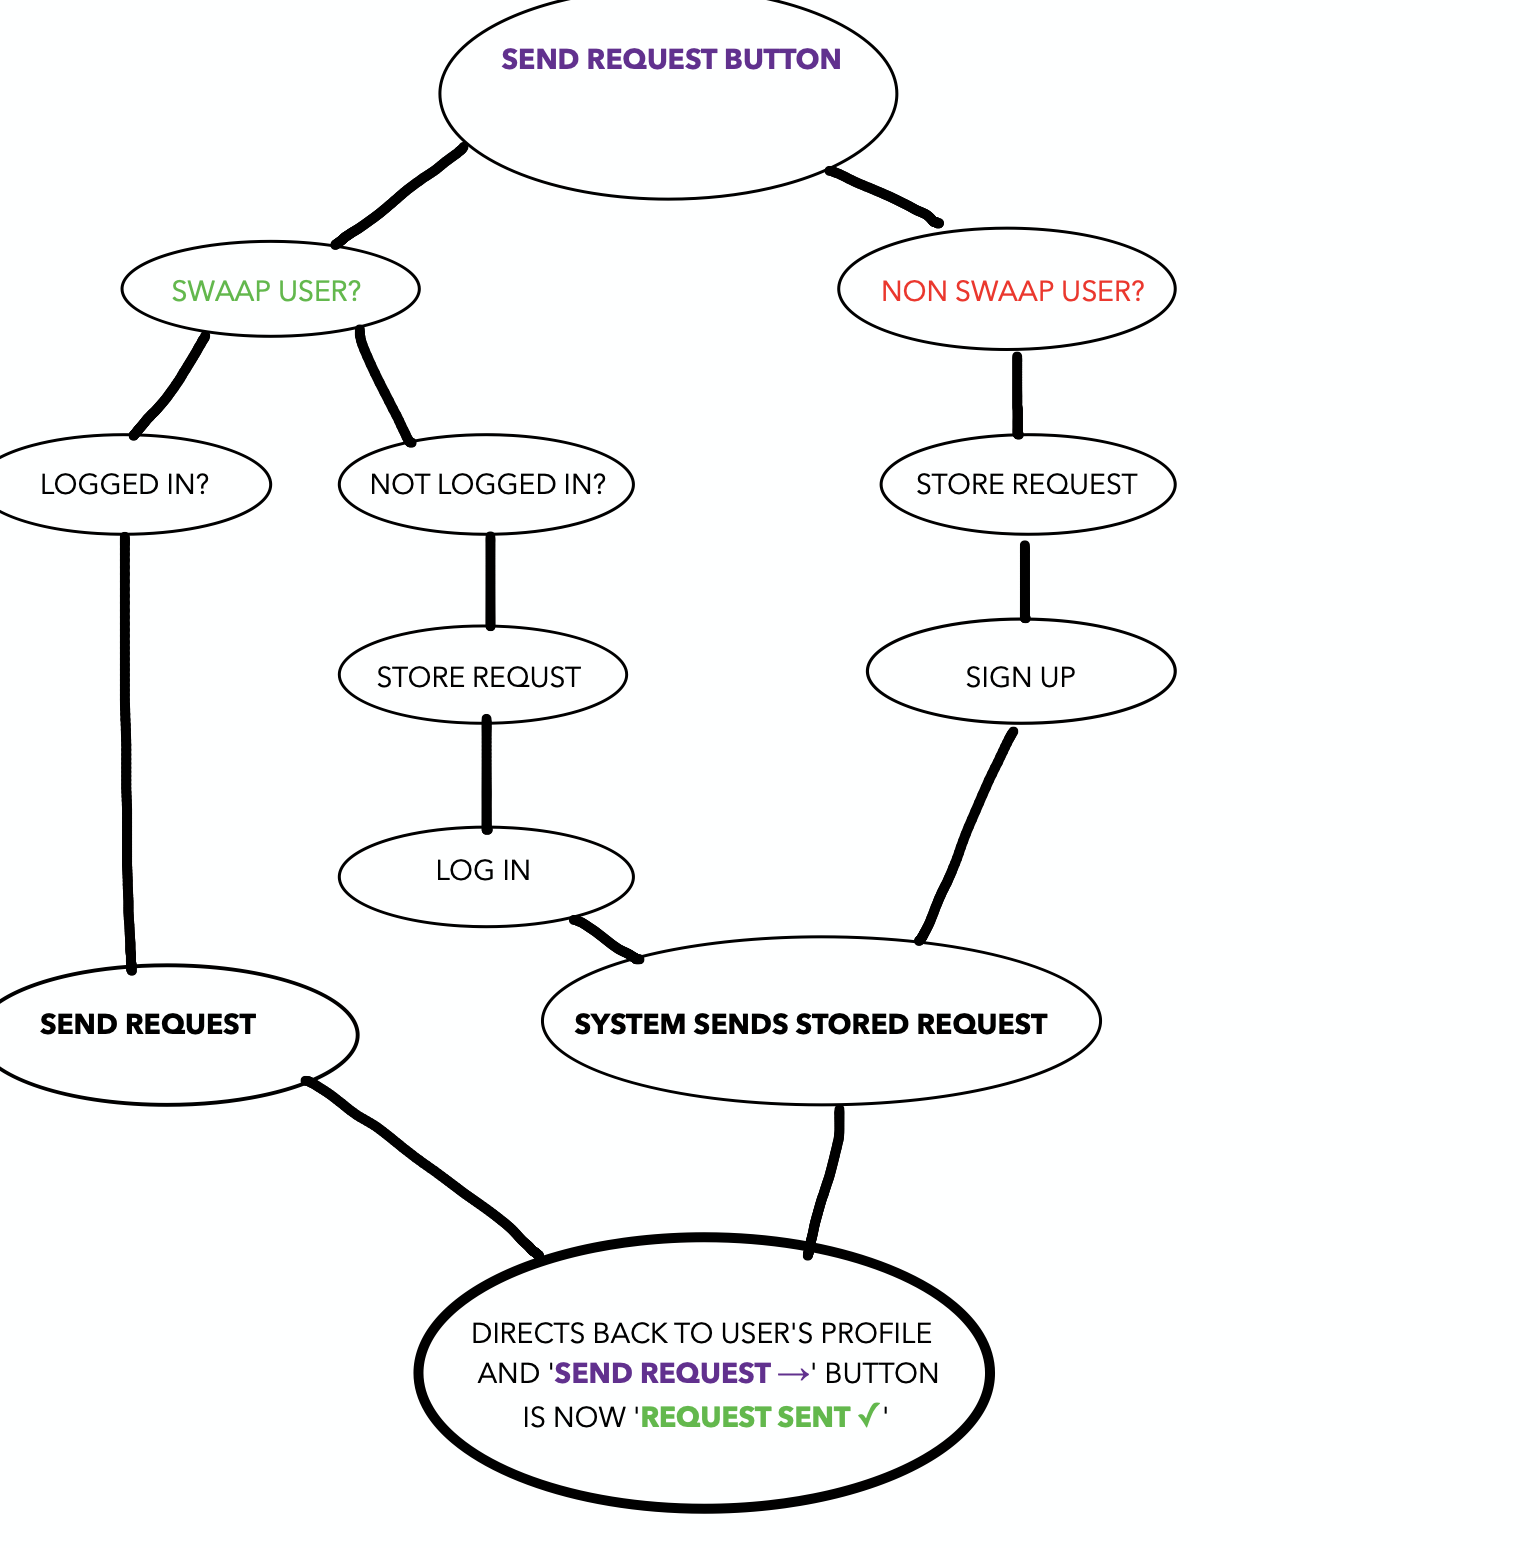 SEND REQUEST BUTTON
SWAAP USER?
NON SWAAP USER?
LOGGED IN?
NOT LOGGED IN?
STORE REQUEST
STORE REQUST
SIGN UP
LOG IN
SEND REQUEST
SYSTEM SENDS STORED REQUEST
DIRECTS BACK TO USER'S PROFILE
AND 'SEND REQUEST →' BUTTON
IS NOW 'REQUEST SENT ✓'